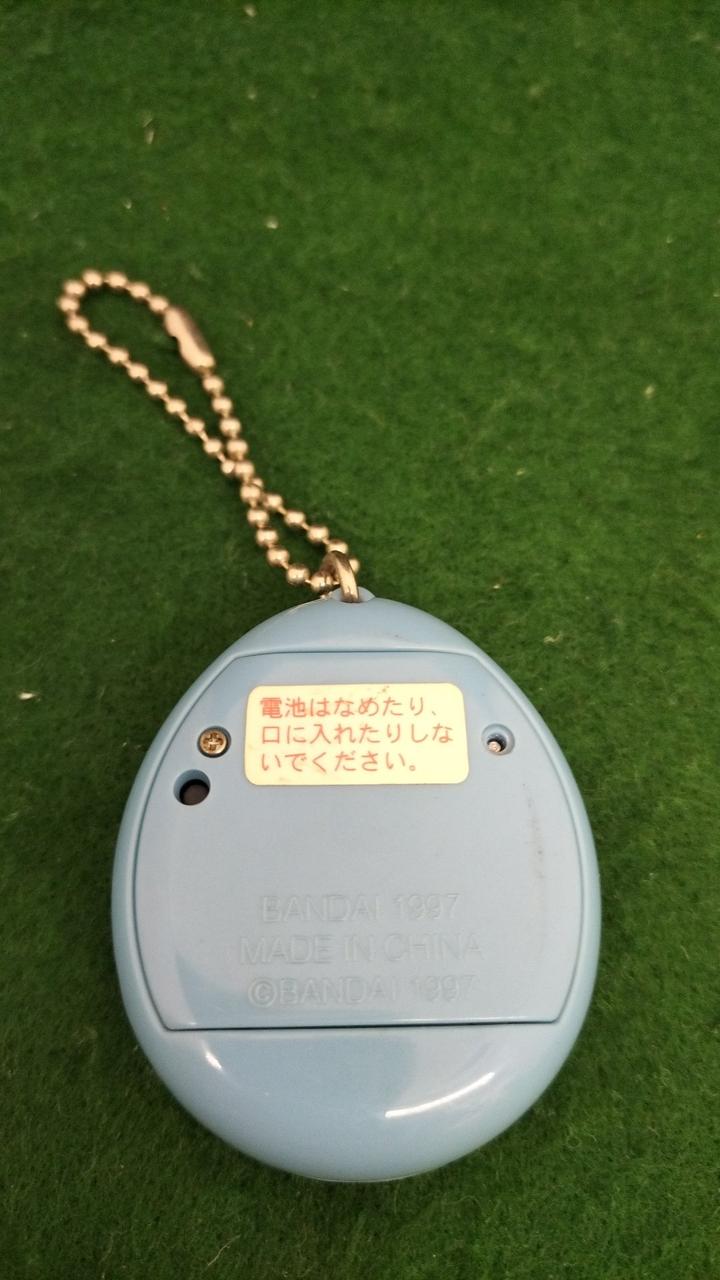 電池はなめたり、
口に入れたりしな
いでください。
BANDAI 1997
MADE IN CHINA
©BANDAI 1997